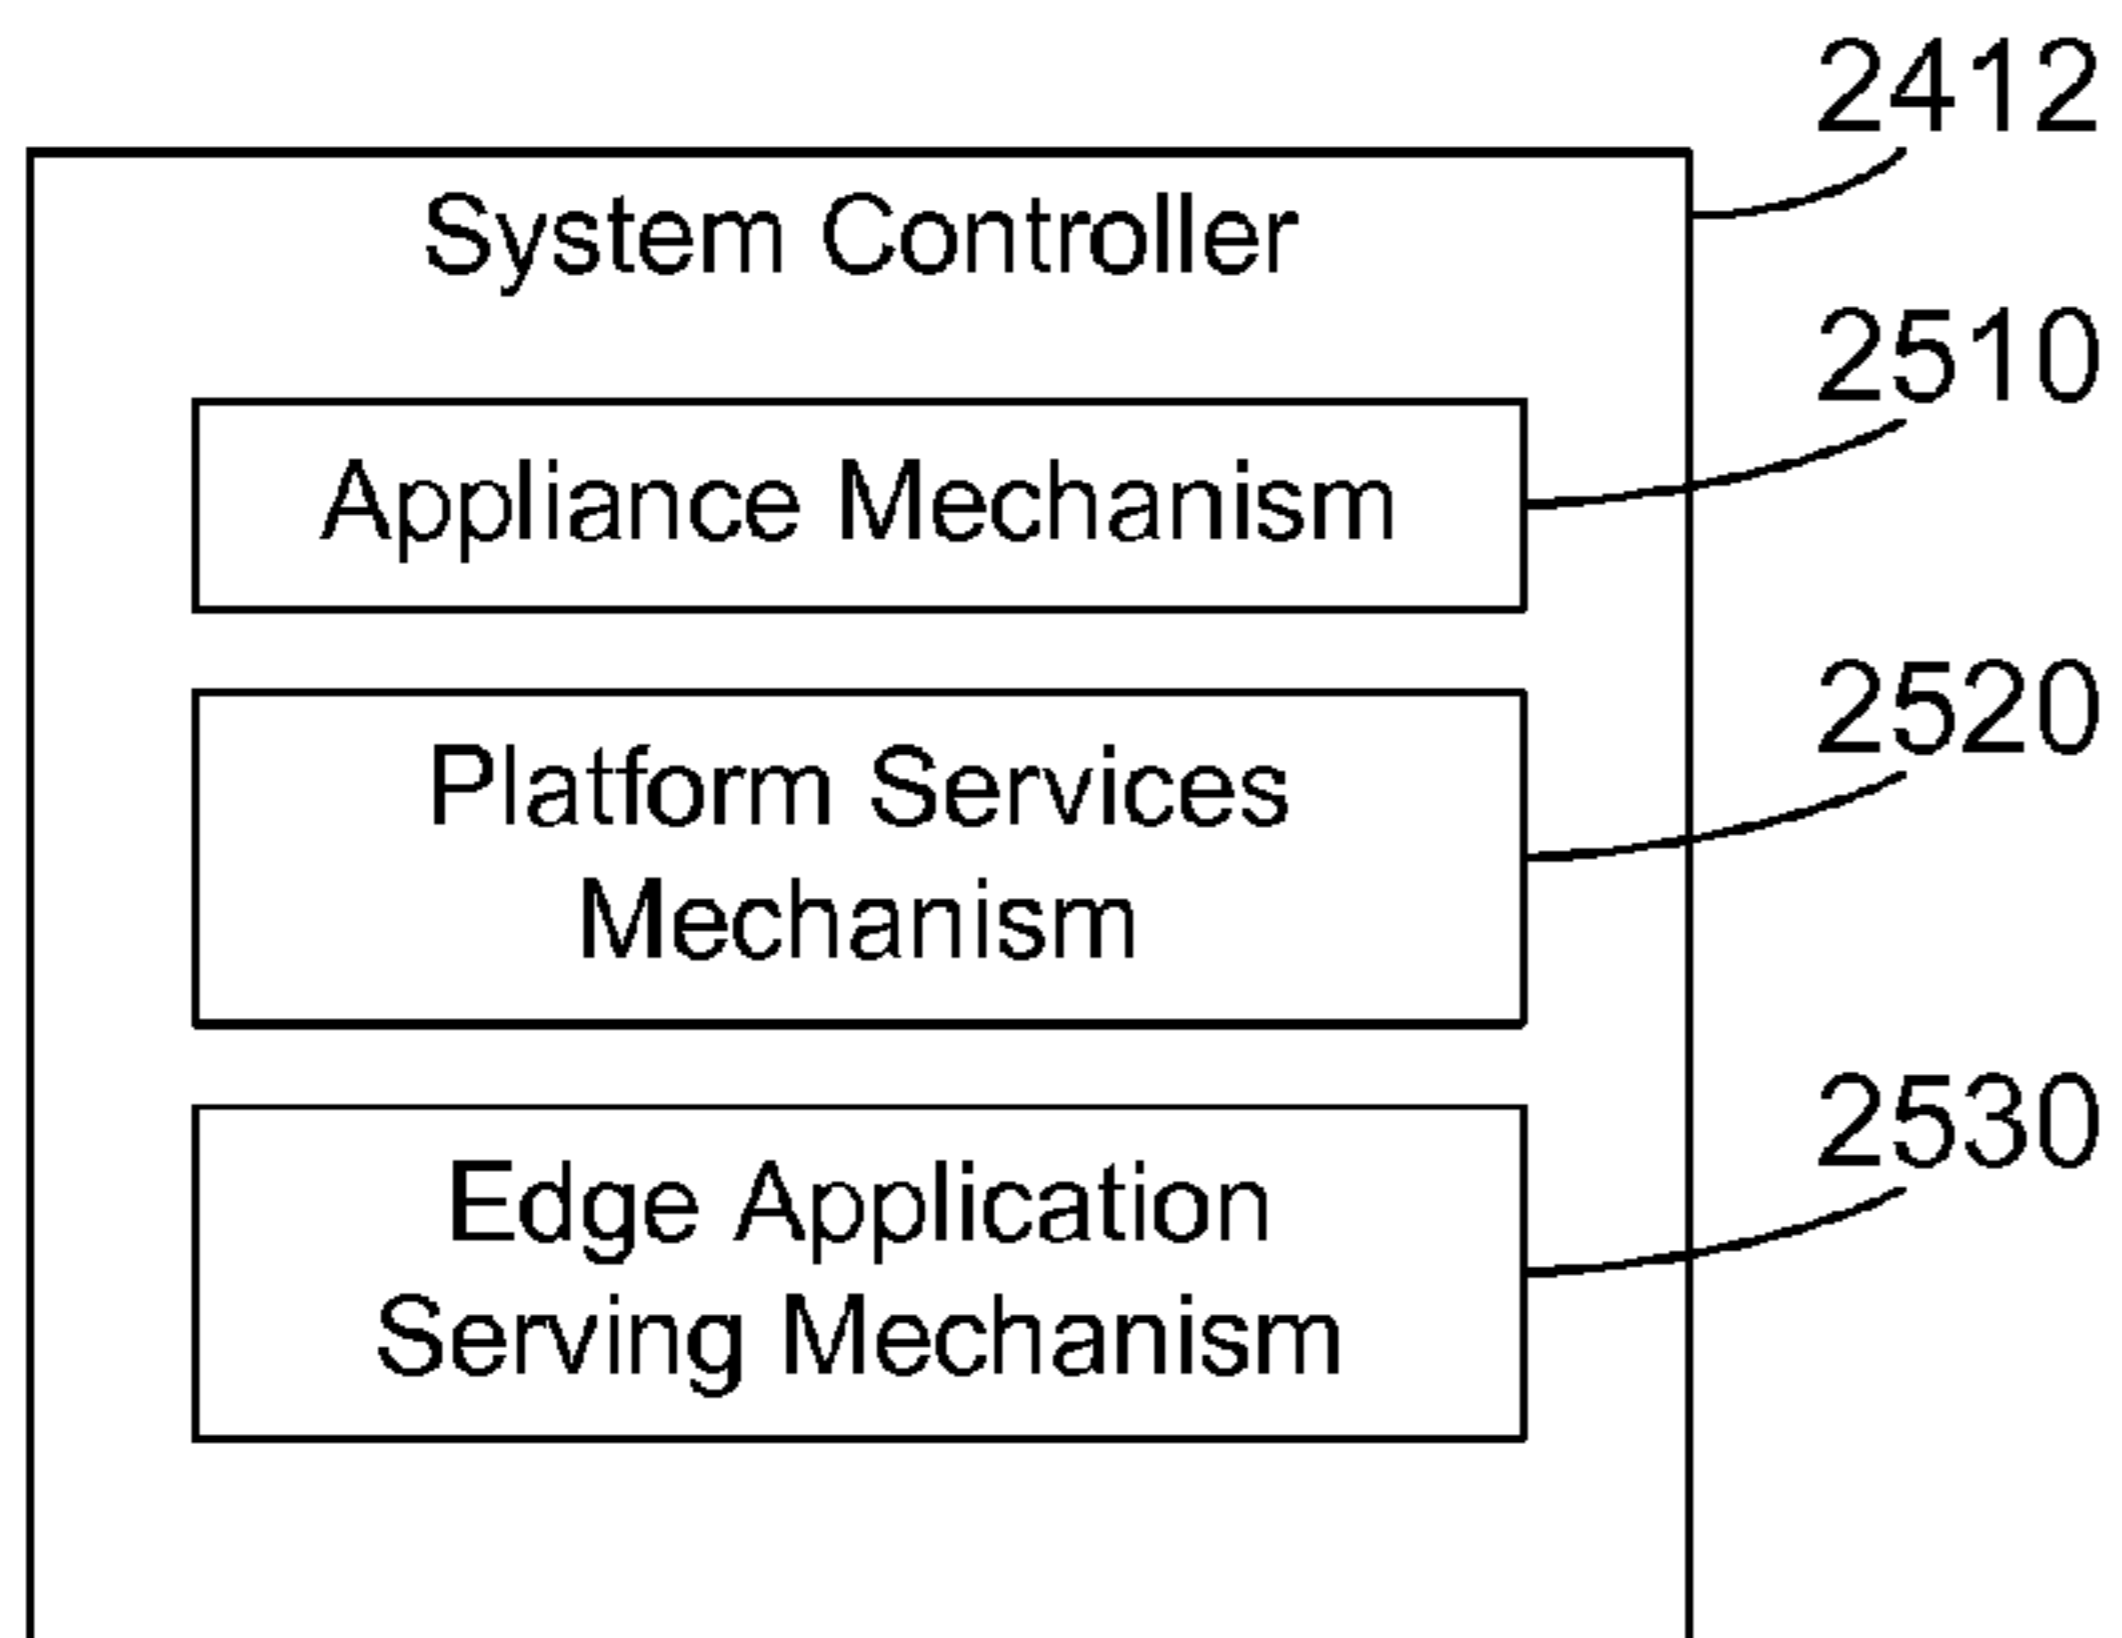 2412
System Controller
2510
Appliance Mechanism
2520
Platform Services
Mechanism
2530
Edge Application
Serving Mechanism